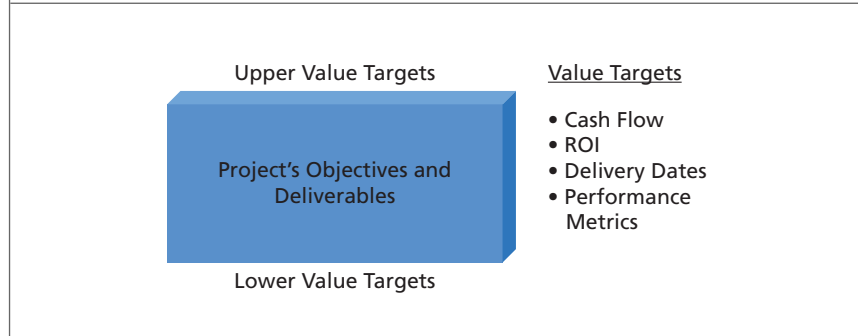 Upper Value Targets
Project's Objectives and
Deliverables
Lower Value Targets
Value Targets
• Cash Flow
• ROI
• Delivery Dates
• Performance
Metrics